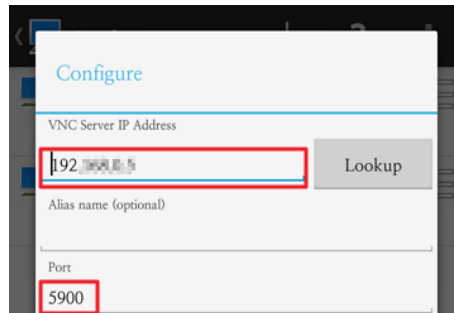 Configure
VNC Server IP Address
192.
Lookup
Alias name (optional)
Port
5900